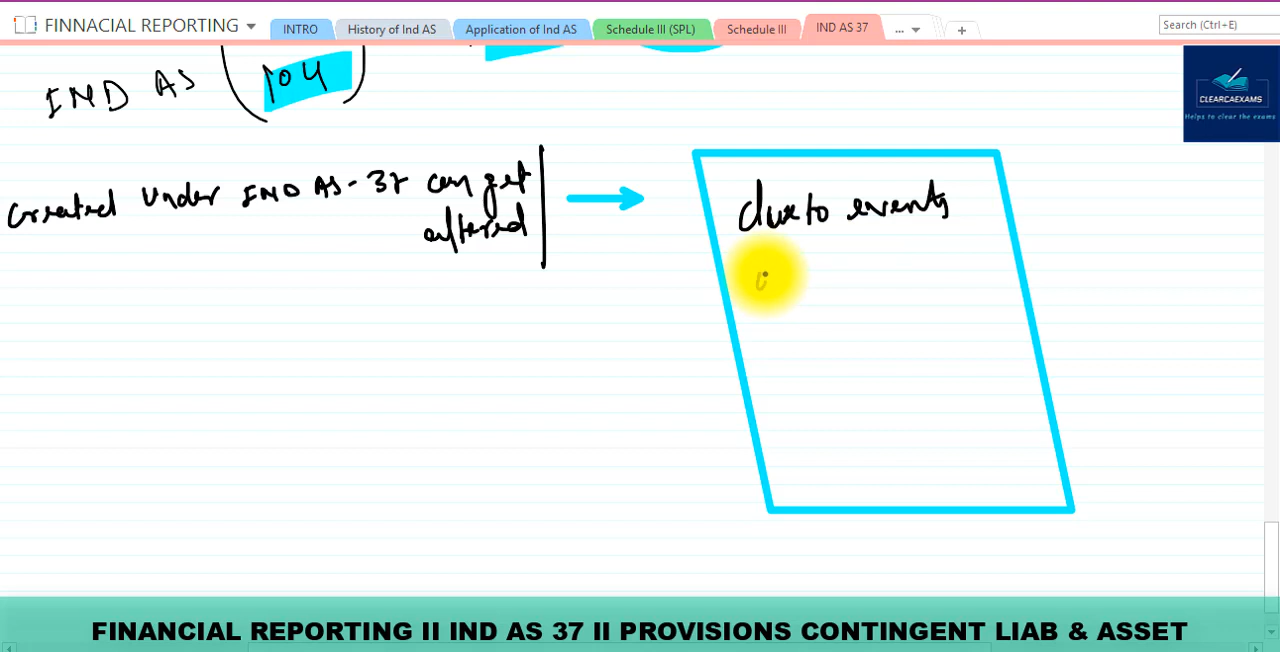 FINNACIAL REPORTING
INTRO
History of Ind AS
Application of Ind AS
Schedule III (SPL)
Schedule III
IND AS 37
...
+
Search (Ctrl+E)
IND AS (104)
CLEARCAEXAMS
Helps to clear the exams
created under IND AS-37 can get
altered
due to events
FINANCIAL REPORTING II IND AS 37 II PROVISIONS CONTINGENT LIAB & ASSET